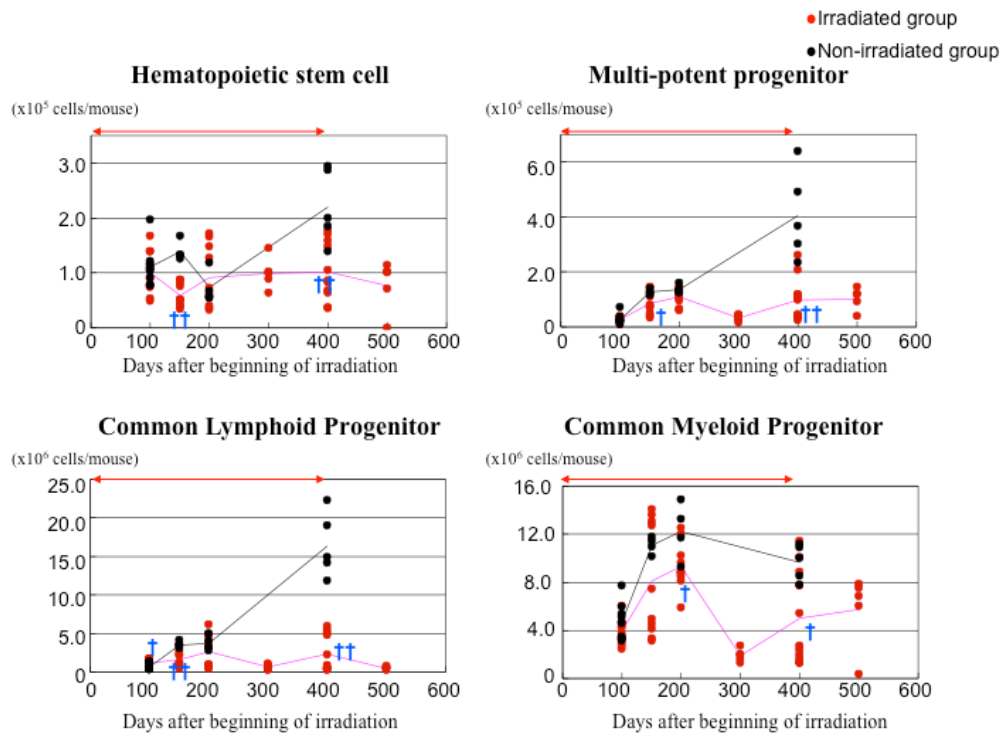 Irradiated group
Non-irradiated group
Hematopoietic stem cell
(x10⁵ cells/mouse)
3.0
2.0
1.0
0
††
††
0 100 200 300 400 500 600
Days after beginning of irradiation
Multi-potent progenitor
(x10⁵ cells/mouse)
6.0
4.0
2.0
0
†
††
0 100 200 300 400 500 600
Days after beginning of irradiation
Common Lymphoid Progenitor
(x10⁶ cells/mouse)
25.0
20.0
15.0
10.0
5.0
0
†
††
††
0 100 200 300 400 500 600
Days after beginning of irradiation
Common Myeloid Progenitor
(x10⁶ cells/mouse)
16.0
12.0
8.0
4.0
0
†
†
0 100 200 300 400 500 600
Days after beginning of irradiation